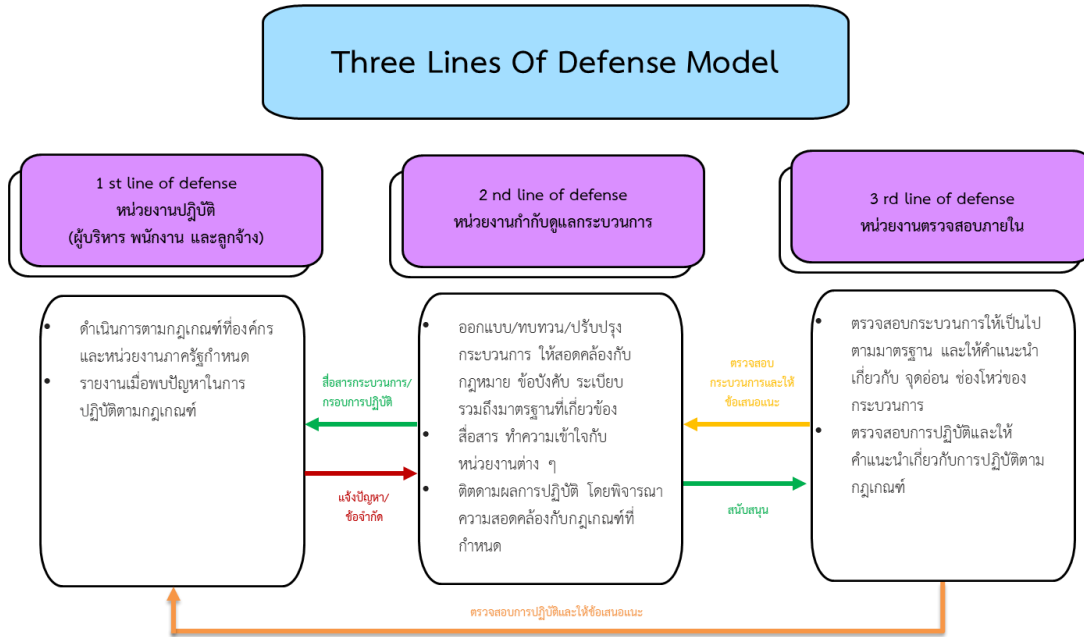 Three Lines Of Defense Model
1 st line of defense
หน่วยงานปฎิบัติ
(ผู้บริหาร พนักงาน และลูกจ้าง)
2 nd line of defense
หน่วยงานกำกับดูแลกระบวนการ
3 rd line of defense
หน่วยงานตรวจสอบภายใน
• ดำเนินการตามกฎเกณฑ์ที่องค์กร
และหน่วยงานภาครัฐกำหนด
• รายงานเมื่อพบปัญหาในการ
ปฏิบัติตามกฎเกณฑ์
สื่อสารกระบวนการ/
กรอบการปฏิบัติ
แจ้งปัญหา/
ข้อจำกัด
• ออกแบบ/ทบทวน/ปรับปรุง
กระบวนการ ให้สอดคล้องกับ
กฎหมาย ข้อบังคับ ระเบียบ
รวมถึงมาตรฐานที่เกี่ยวข้อง
• สื่อสาร ทำความเข้าใจกับ
หน่วยงานต่าง ๆ
• ติตดามผลการปฏิบัติ โดยพิจารณา
ความสอดคล้องกับกฎเกณฑ์ที่
กำหนด
ตรวจสอบ
กระบวนการและให้
ข้อเสนอแนะ
สนับสนุน
• ตรวจสอบกระบวนการให้เป็นไป
ตามมาตรฐาน และให้คำแนะนำ
เกี่ยวกับ จุดอ่อน ช่องโหว่ของ
กระบวนการ
• ตรวจสอบการปฏิบัติและให้
คำแนะนำเกี่ยวกับการปฏิบัติตาม
กฎเกณฑ์
ตรวจสอบการปฏิบัติและให้ข้อเสนอแนะ